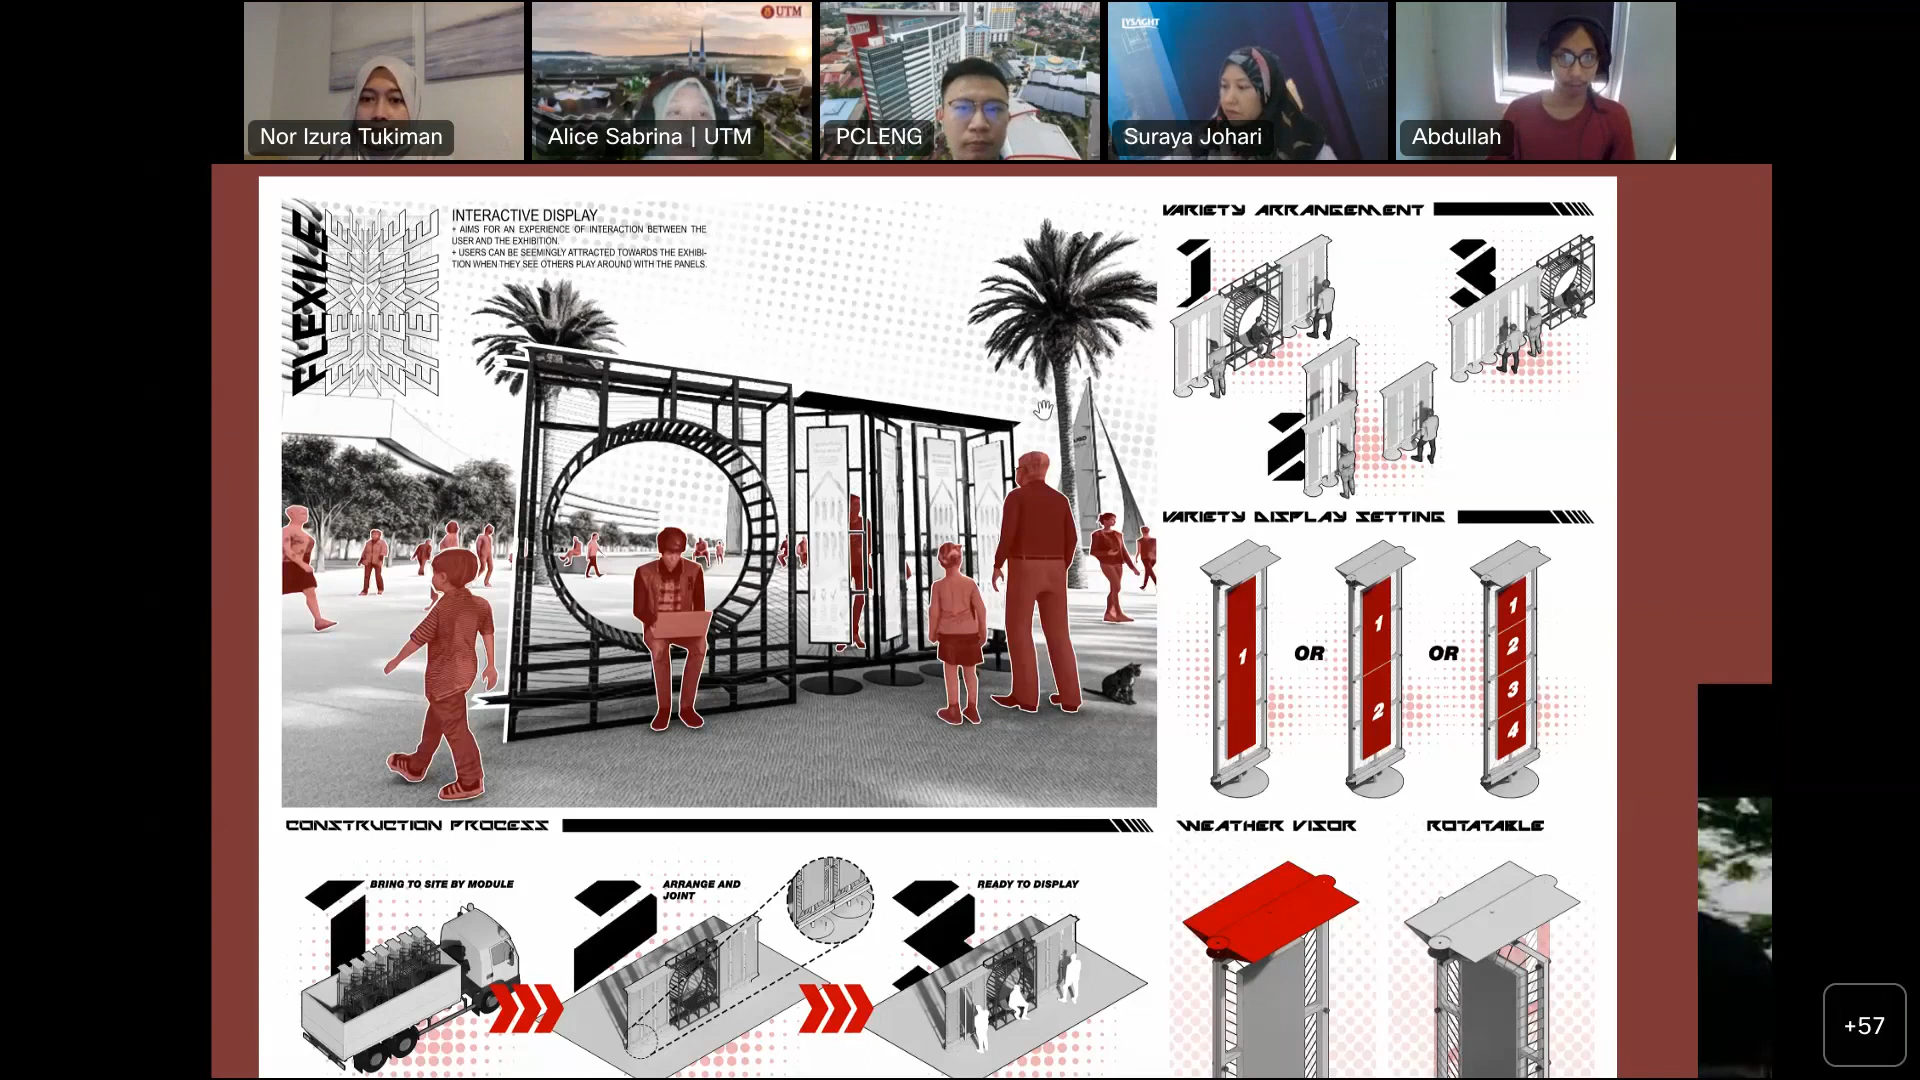 UTM
LYSAGHT
Nor Izura Tukiman
Alice Sabrina | UTM
PCLENG
Suraya Johari
Abdullah
FLEXILE
INTERACTIVE DISPLAY
+ AIMS FOR AN EXPERIENCE OF INTERACTION BETWEEN THE
USER AND THE EXHIBITION.
+ USERS CAN BE SEEMINGLY ATTRACTED TOWARDS THE EXHIBI-
TION WHEN THEY SEE OTHERS PLAY AROUND WITH THE PANELS.
VARIETY ARRANGEMENT
1
3
2
VARIETY DISPLAY SETTING
1
OR
1
2
OR
1
2
3
4
CONSTRUCTION PROCESS
1
BRING TO SITE BY MODULE
2
ARRANGE AND
JOINT
3
READY TO DISPLAY
WEATHER VISOR
ROTATABLE
+57